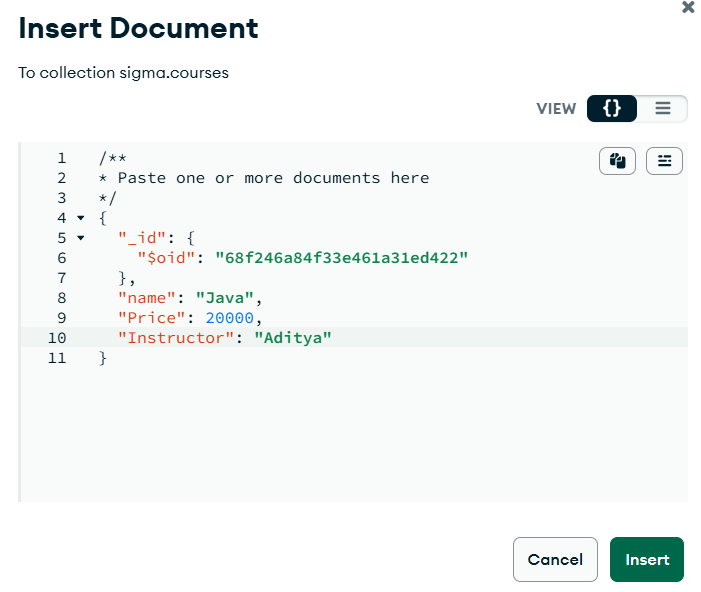 Insert Document
To collection sigma.courses
VIEW {}
1 /**
2 * Paste one or more documents here
3 */
4 {
5 "_id": {
6 "$oid": "68f246a84f33e461a31ed422"
7 },
8 "name": "Java",
9 "Price": 20000,
10 "Instructor": "Aditya"
11 }
Cancel Insert